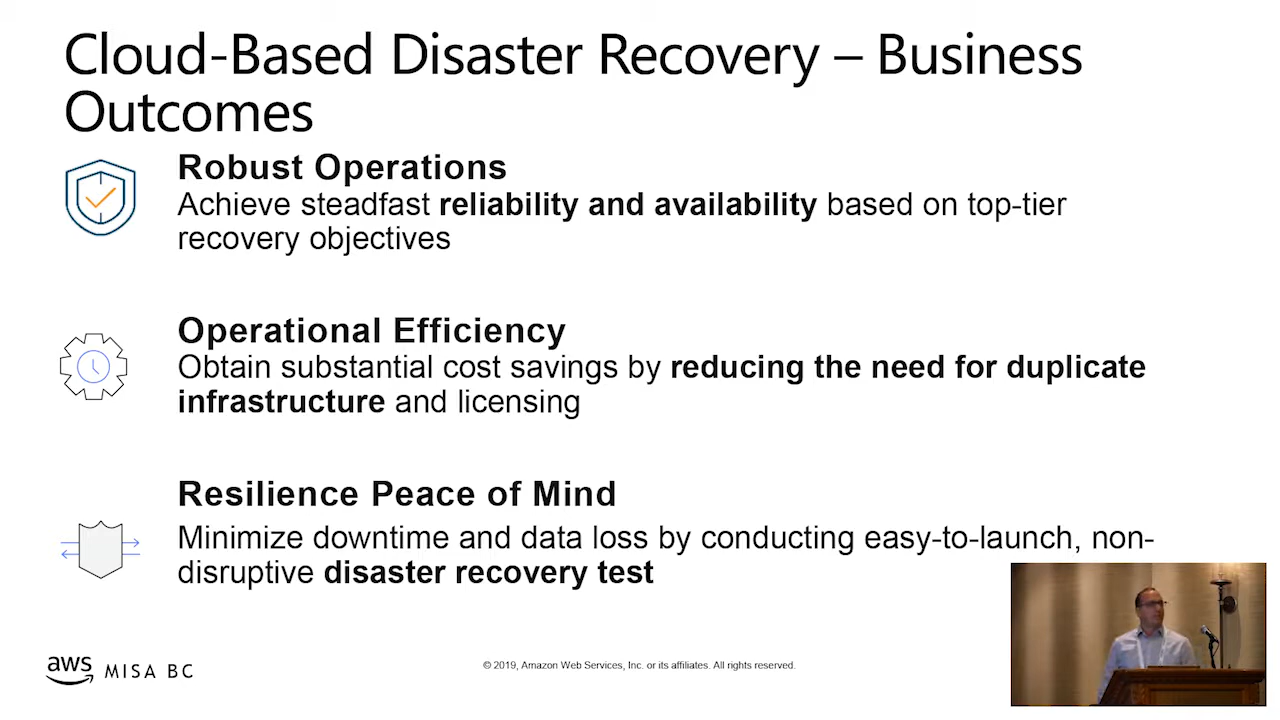 Cloud-Based Disaster Recovery – Business
Outcomes
Robust Operations
Achieve steadfast reliability and availability based on top-tier
recovery objectives
Operational Efficiency
Obtain substantial cost savings by reducing the need for duplicate
infrastructure and licensing
Resilience Peace of Mind
Minimize downtime and data loss by conducting easy-to-launch, non-
disruptive disaster recovery test
aws MISA BC
© 2019, Amazon Web Services, Inc. or its affiliates. All rights reserved.